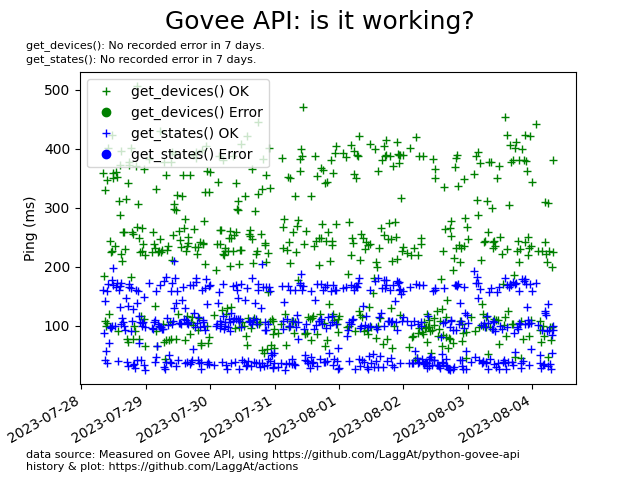 Govee API: is it working?
get_devices(): No recorded error in 7 days.
get_states(): No recorded error in 7 days.
get_devices() OK
get_devices() Error
get_states() OK
get_states() Error
500
400
300
200
100
Ping (ms)
2023-07-28
2023-07-29
2023-07-30
2023-07-31
2023-08-01
2023-08-02
2023-08-03
2023-08-04
data source: Measured on Govee API, using https://github.com/LaggAt/python-govee-api
history & plot: https://github.com/LaggAt/actions